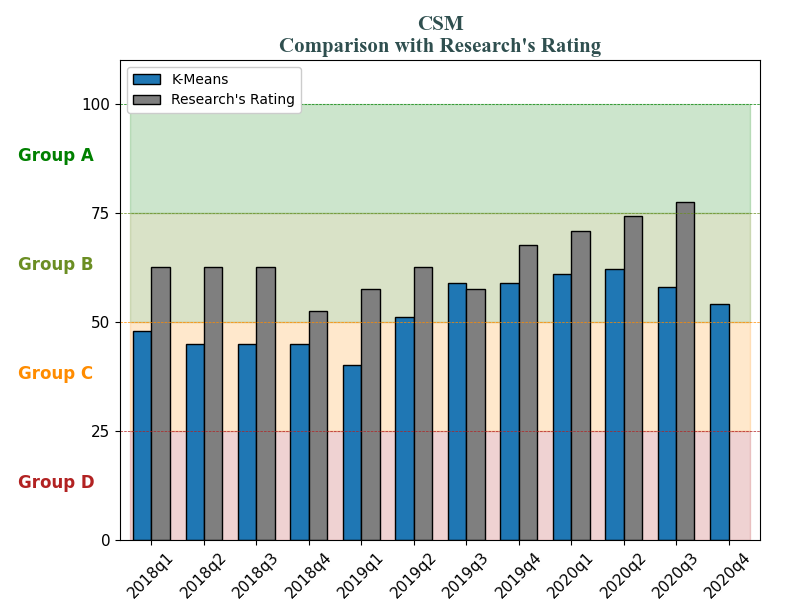 CSM
Comparison with Research's Rating
K-Means
Research's Rating
100
Group A
75
Group B
50
Group C
25
Group D
0
2018q1 2018q2 2018q3 2018q4 2019q1 2019q2 2019q3 2019q4 2020q1 2020q2 2020q3 2020q4